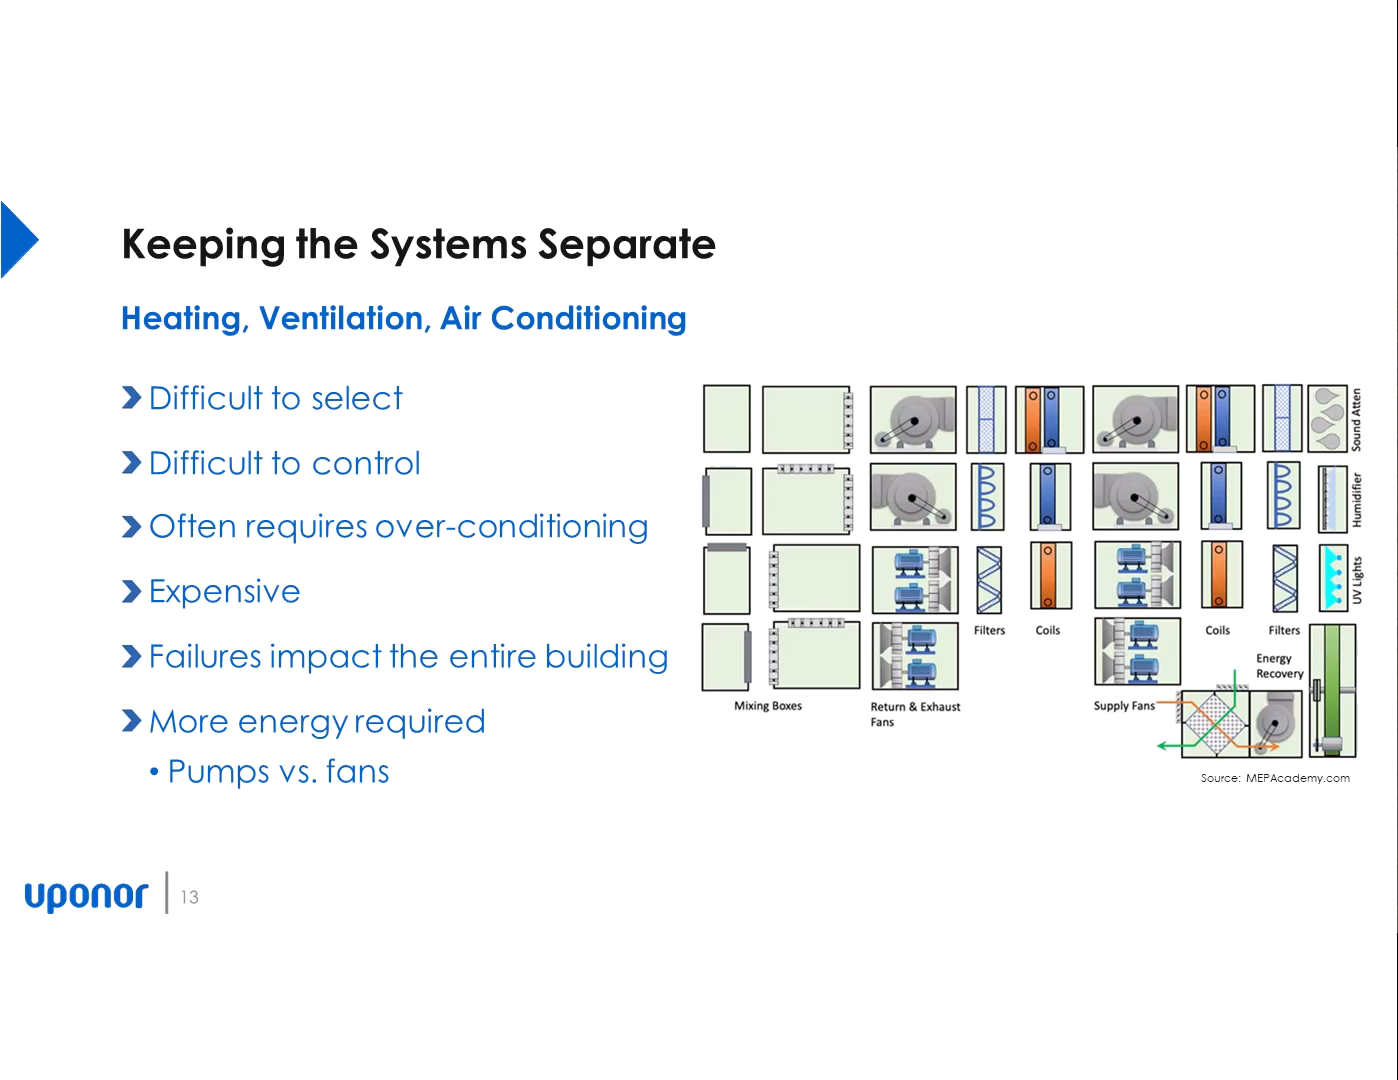 Keeping the Systems Separate
Heating, Ventilation, Air Conditioning
Difficult to select
Difficult to control
Often requires over-conditioning
Expensive
Failures impact the entire building
More energy required
• Pumps vs. fans
Sound Atten
Humidifier
UV Lights
Filters
Coils
Coils
Filters
Energy
Recovery
Mixing Boxes
Return & Exhaust
Fans
Supply Fans
Source: MEPAcademy.com
uponor
13